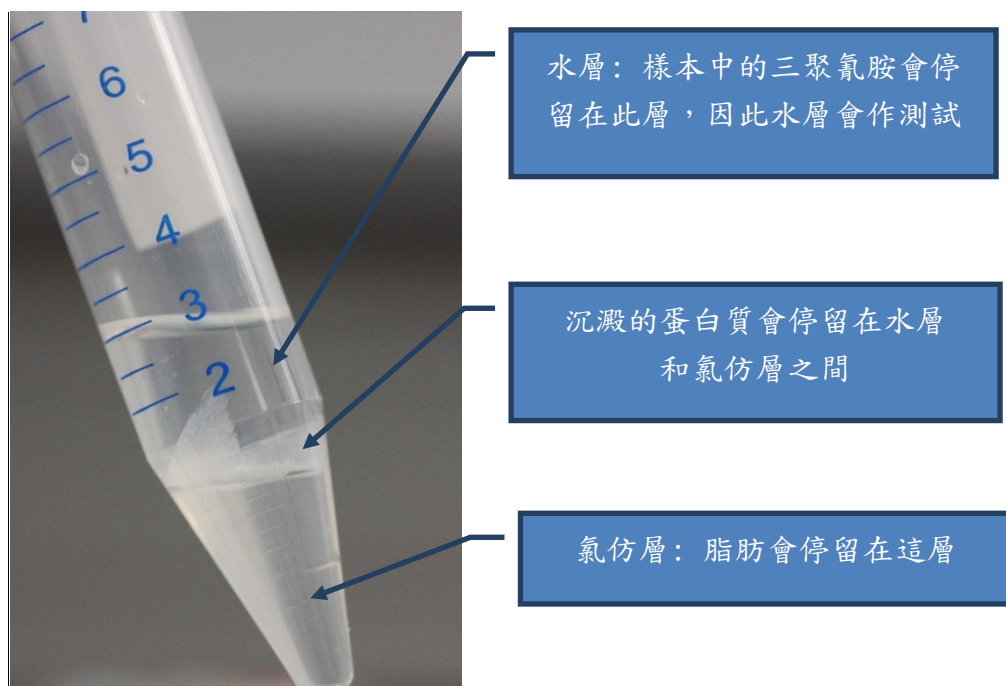 7
6
5
4
3
2
水層: 樣本中的三聚氰胺會停
留在此層，因此水層會作測試
沉澱的蛋白質會停留在水層
和氯仿層之間
氯仿層: 脂肪會停留在這層